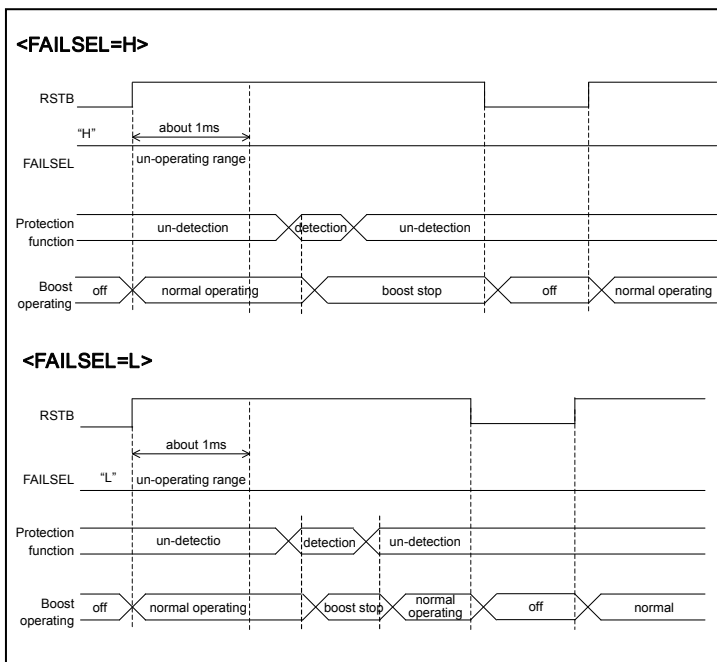 <FAILSEL=H>
RSTB
"H"
about 1ms
FAILSEL
un-operating range
Protection
function
un-detection
detection
un-detection
Boost
operating
off
normal operating
boost stop
off
normal operating
<FAILSEL=L>
RSTB
about 1ms
FAILSEL
"L"
un-operating range
Protection
function
un-detectio
detection
un-detection
Boost
operating
off
normal operating
boost stop
normal
operating
off
normal